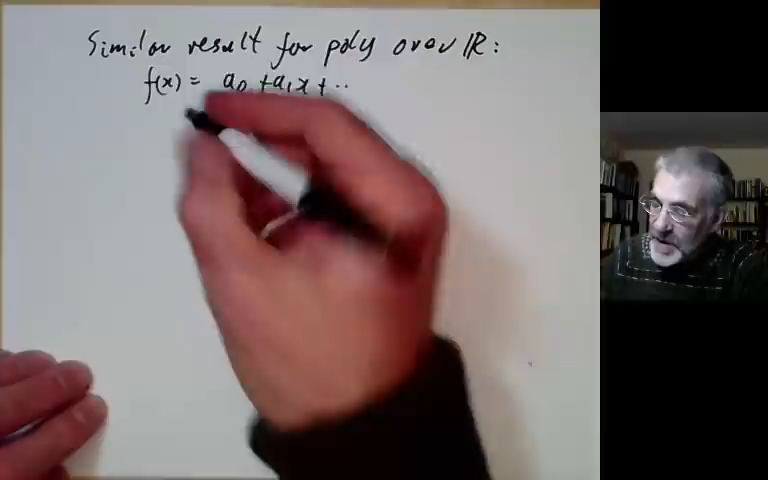 Similar result for poly over ℝ:
f(x) = a₀ + a₁x + ..